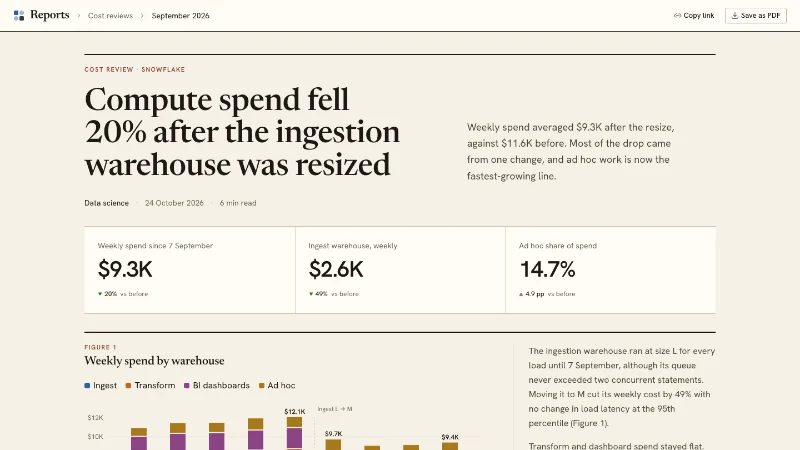 Reports › Cost reviews › September 2026
Copy link
Save as PDF
COST REVIEW · SNOWFLAKE
Compute spend fell
20% after the ingestion
warehouse was resized
Weekly spend averaged $9.3K after the resize,
against $11.6K before. Most of the drop came
from one change, and ad hoc work is now the
fastest-growing line.
Data science · 24 October 2026 · 6 min read
Weekly spend since 7 September
$9.3K
▼ 20% vs before
Ingest warehouse, weekly
$2.6K
▼ 49% vs before
Ad hoc share of spend
14.7%
▲ 4.9 pp vs before
FIGURE 1
Weekly spend by warehouse
Ingest
Transform
BI dashboards
Ad hoc
$12K
$10K
$12.1K
Ingest L → M
$9.7K
$9.4K
The ingestion warehouse ran at size L for every
load until 7 September, although its queue
never exceeded two concurrent statements.
Moving it to M cut its weekly cost by 49% with
no change in load latency at the 95th
percentile (Figure 1).
Transform and dashboard spend stayed flat.